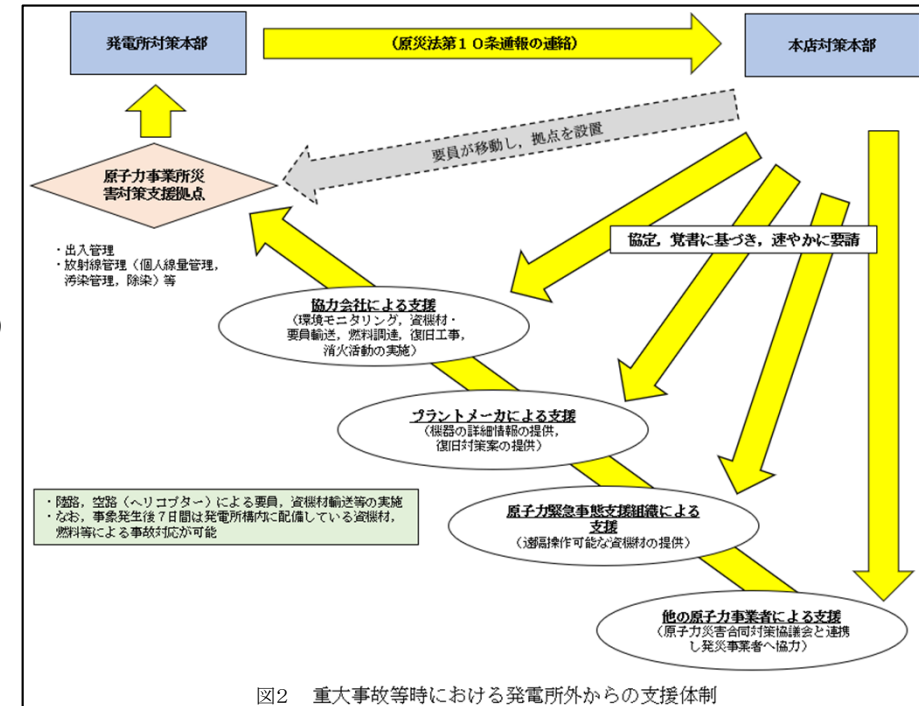 発電所対策本部
(原災法第10条通報の連絡)
本店対策本部
要員が移動し,拠点を設置
原子力事業所災
害対策支援拠点
・出入管理
・放射線管理(個人線量管理,
汚染管理,除染)等
協定,覚書に基づき,速やかに要請
協力会社による支援
(環境モニタリング,資機材・
要員輸送,燃料調達,復旧工事,
消火活動の実施)
プラントメーカによる支援
(機器の詳細情報の提供,
復旧対策案の提供)
・陸路,空路(ヘリコプター)による要員,資機材輸送等の実施
・なお,事象発生後7日間は発電所構内に配備している資機材,
燃料等による事故対応が可能
原子力緊急事態支援組織による
支援
(遠隔操作可能な資機材の提供)
他の原子力事業者による支援
(原子力災害合同対策協議会と連携
し発災事業者へ協力)
図2 重大事故等時における発電所外からの支援体制